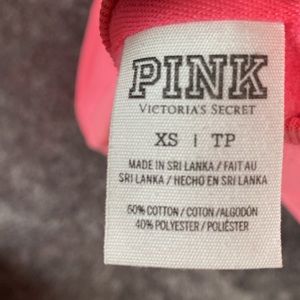 PINK
VICTORIA'S SECRET
XS | TP
MADE IN SRI LANKA / FAIT AU
SRI LANKA / HECHO EN SRI LANKA
60% COTTON / COTON/ALGODÓN
40% POLYESTER / POLIÉSTER